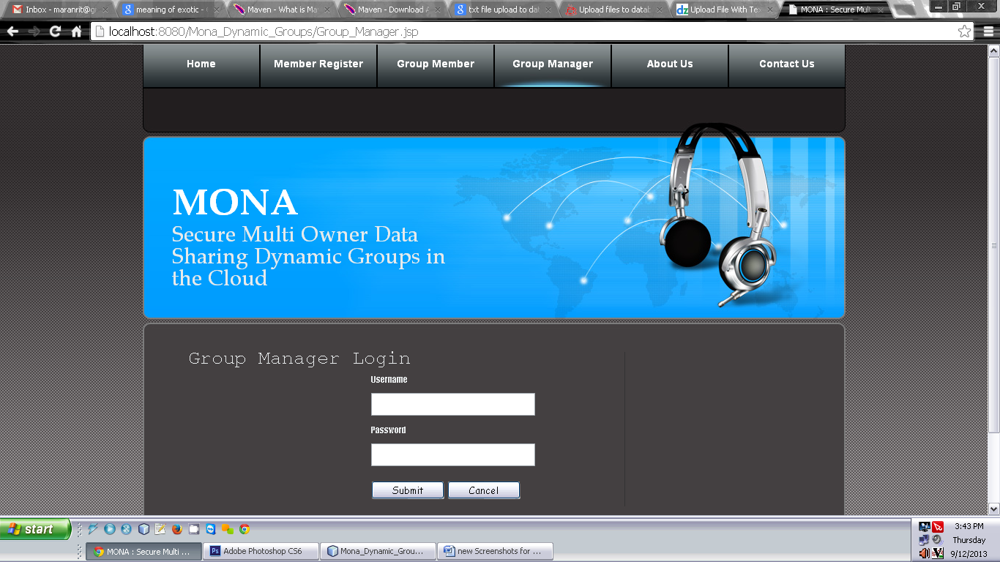 Inbox - maranrit@g
meaning of exotic -
Maven - What is Ma
Maven - Download A
txt file upload to dat
Upload files to datab
Upload File With Tex
MONA : Secure Mult
localhost:8080/Mona_Dynamic_Groups/Group_Manager.jsp
Home
Member Register
Group Member
Group Manager
About Us
Contact Us
MONA
Secure Multi Owner Data
Sharing Dynamic Groups in
the Cloud
Group Manager Login
Username
Password
Submit
Cancel
start
3:43 PM
Thursday
9/12/2013
MONA : Secure Multi ...
Ps
Adobe Photoshop CS6
Mona_Dynamic_Grou...
new Screenshots for ...